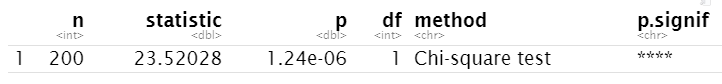 n statistic p df method p.signif
<int> <dbl> <dbl> <int> <chr> <chr>
1 200 23.52028 1.24e-06 1 Chi-square test ****